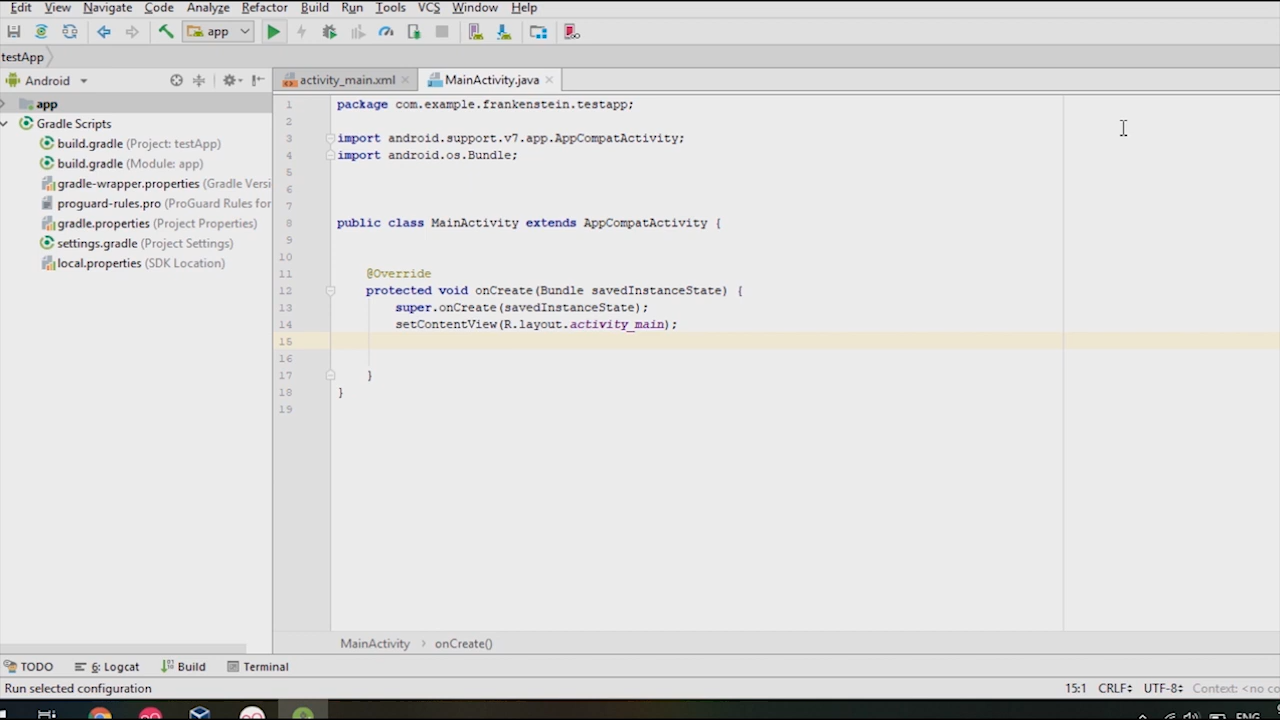 Edit View Navigate Code Analyze Refactor Build Run Tools VCS Window Help
app
testApp
Android
activity_main.xml
MainActivity.java
app
Gradle Scripts
build.gradle (Project: testApp)
build.gradle (Module: app)
gradle-wrapper.properties (Gradle Versi
proguard-rules.pro (ProGuard Rules for
gradle.properties (Project Properties)
settings.gradle (Project Settings)
local.properties (SDK Location)
1 package com.example.frankenstein.testapp;
2
3 import android.support.v7.app.AppCompatActivity;
4 import android.os.Bundle;
5
6
7
8 public class MainActivity extends AppCompatActivity {
9
10
11 @Override
12 protected void onCreate(Bundle savedInstanceState) {
13 super.onCreate(savedInstanceState);
14 setContentView(R.layout.activity_main);
15
16
17 }
18 }
19
MainActivity › onCreate()
TODO 6: Logcat Build Terminal
Run selected configuration 15:1 CRLF UTF-8 Context: <no co
ENG